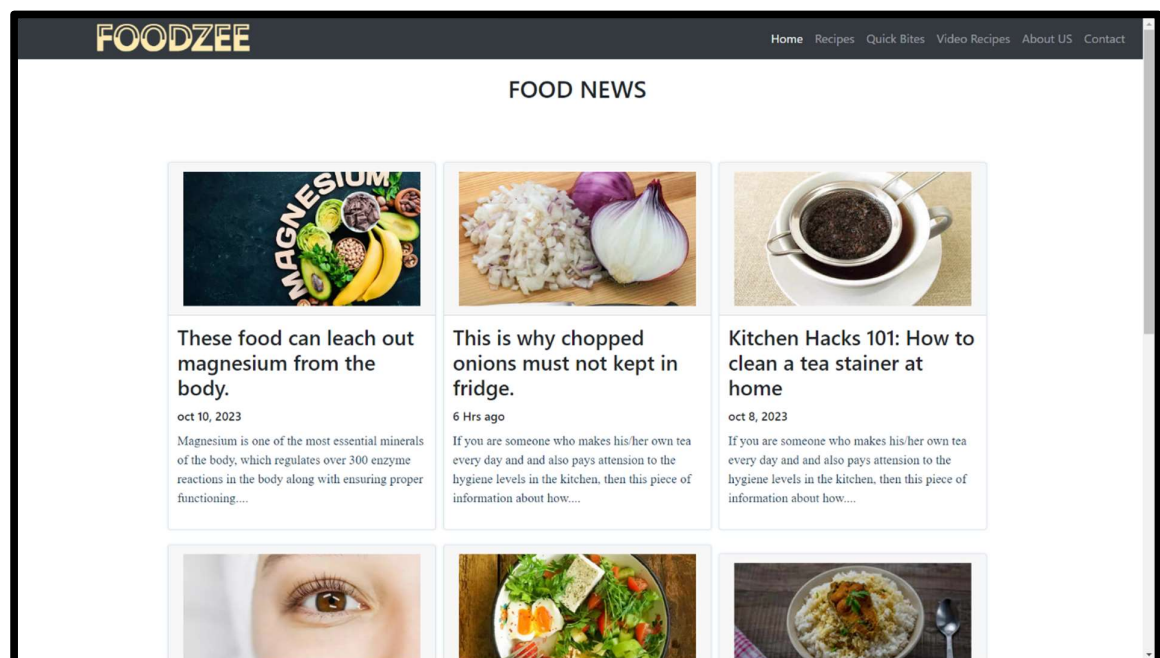 FOODZEE
Home Recipes Quick Bites Video Recipes About US Contact
FOOD NEWS
MAGNESIUM
These food can leach out
magnesium from the
body.
oct 10, 2023
Magnesium is one of the most essential minerals
of the body, which regulates over 300 enzyme
reactions in the body along with ensuring proper
functioning....
This is why chopped
onions must not kept in
fridge.
6 Hrs ago
If you are someone who makes his/her own tea
every day and and also pays attension to the
hygiene levels in the kitchen, then this piece of
information about how....
Kitchen Hacks 101: How to
clean a tea stainer at
home
oct 8, 2023
If you are someone who makes his/her own tea
every day and and also pays attension to the
hygiene levels in the kitchen, then this piece of
information about how....